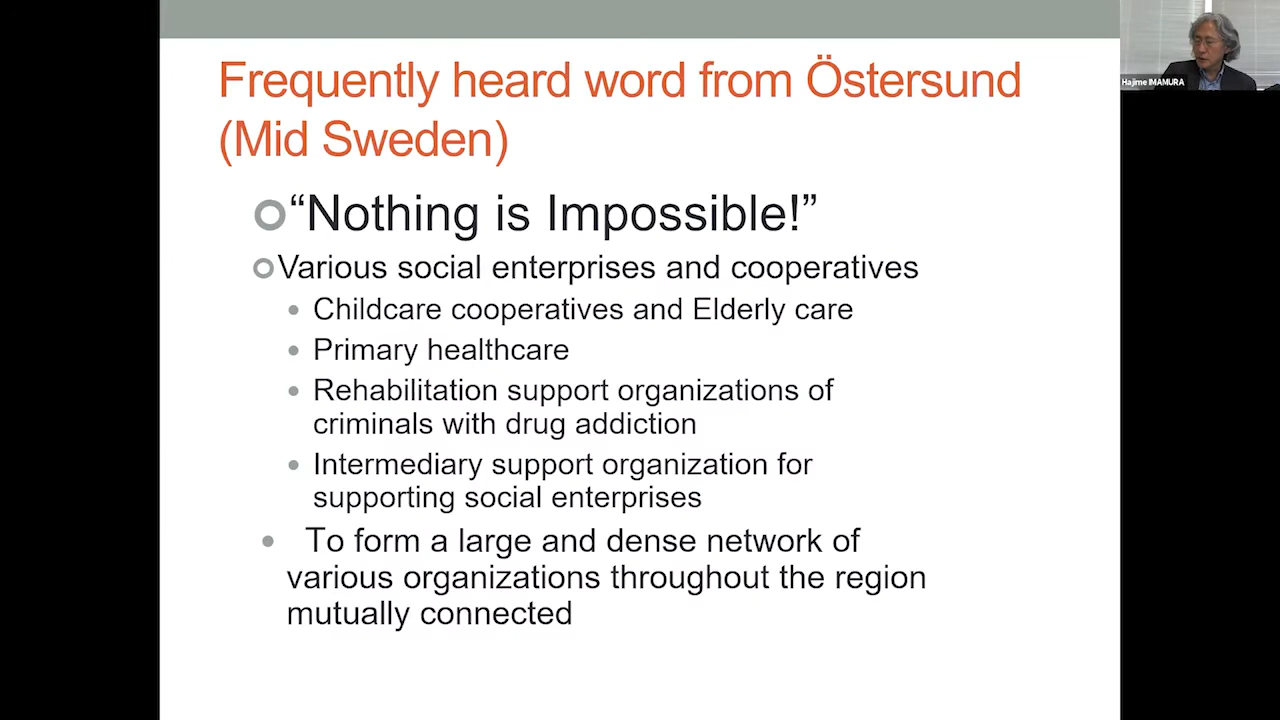 Frequently heard word from Östersund
(Mid Sweden)
“Nothing is Impossible!”
Various social enterprises and cooperatives
Childcare cooperatives and Elderly care
Primary healthcare
Rehabilitation support organizations of
criminals with drug addiction
Intermediary support organization for
supporting social enterprises
To form a large and dense network of
various organizations throughout the region
mutually connected
Hajime IMAMURA